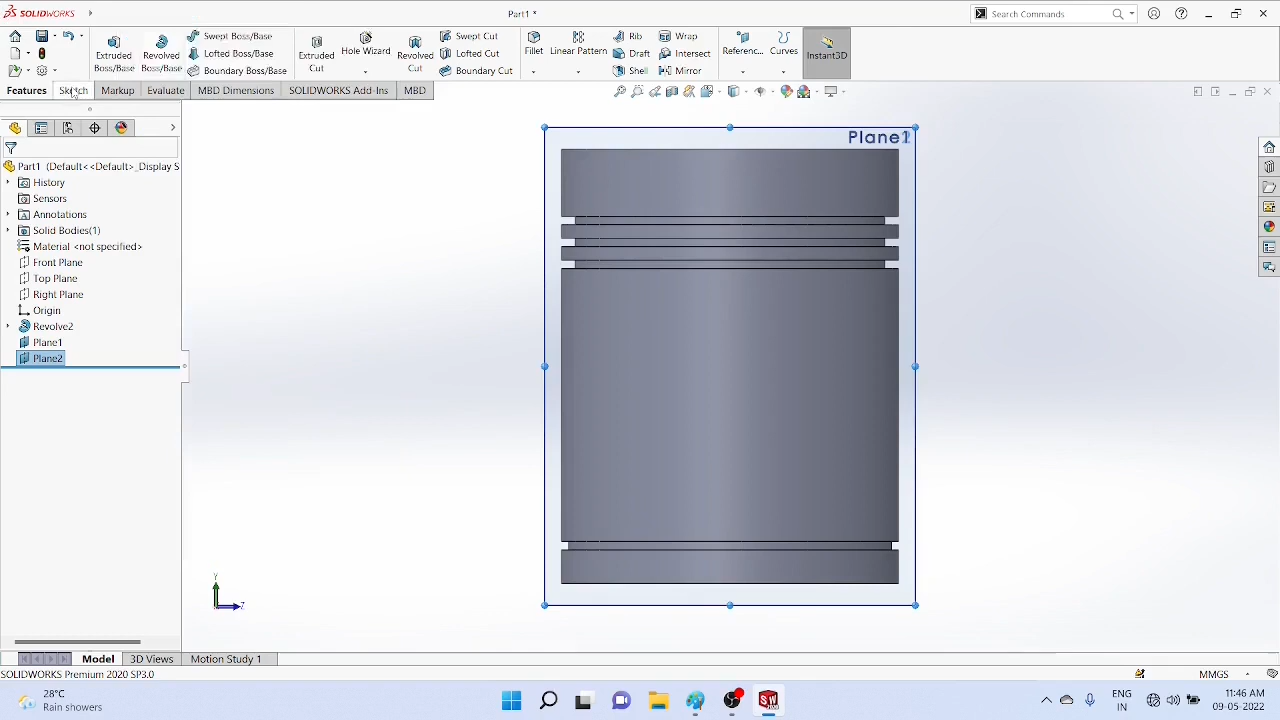 SOLIDWORKS
Part1 *
Search Commands
Extruded Boss/Base
Revolved Boss/Base
Swept Boss/Base
Lofted Boss/Base
Boundary Boss/Base
Extruded Cut
Hole Wizard
Revolved Cut
Swept Cut
Lofted Cut
Boundary Cut
Fillet
Linear Pattern
Rib
Draft
Shell
Wrap
Intersect
Mirror
Referenc...
Curves
Instant3D
Features
Sketch
Markup
Evaluate
MBD Dimensions
SOLIDWORKS Add-Ins
MBD
Part1 (Default<<Default>_Display S
History
Sensors
Annotations
Solid Bodies(1)
Material <not specified>
Front Plane
Top Plane
Right Plane
Origin
Revolve2
Plane1
Plane2
Y
Z
Model
3D Views
Motion Study 1
SOLIDWORKS Premium 2020 SP3.0
MMGS
28°C
Rain showers
ENG
IN
11:46 AM
09-05-2022